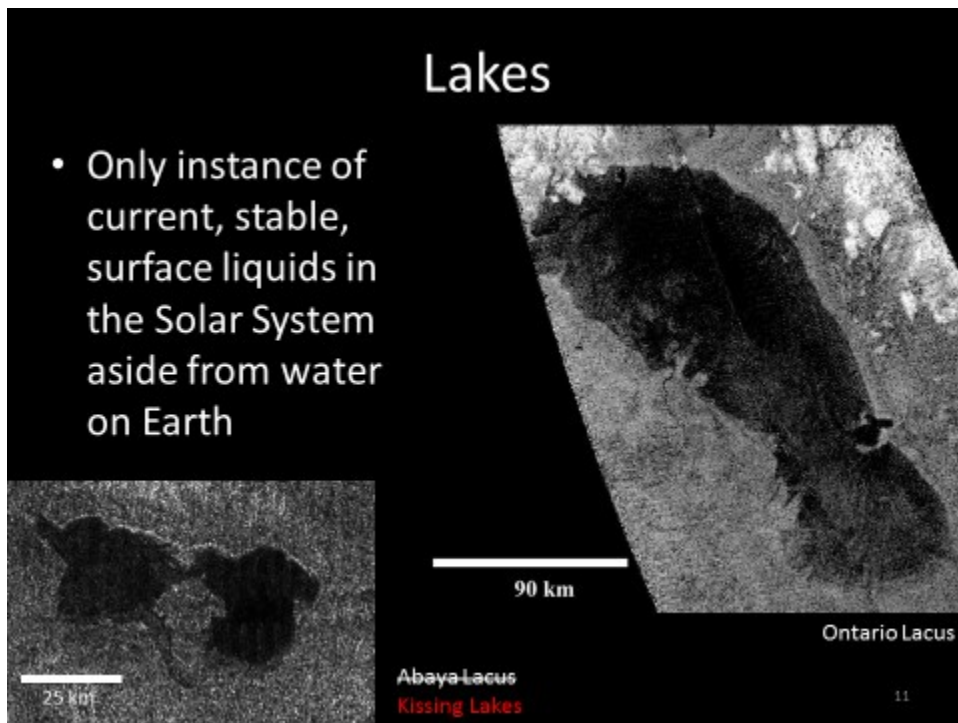 Lakes
• Only instance of
current, stable,
surface liquids in
the Solar System
aside from water
on Earth
90 km
Ontario Lacus
25 km
Abaya Lacus
Kissing Lakes
11